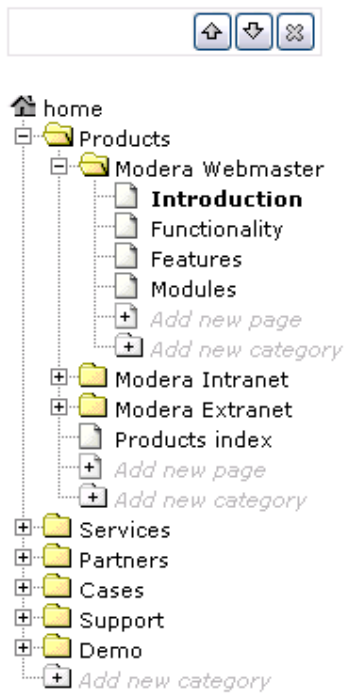 home
Products
Modera Webmaster
Introduction
Functionality
Features
Modules
Add new page
Add new category
Modera Intranet
Modera Extranet
Products index
Add new page
Add new category
Services
Partners
Cases
Support
Demo
Add new category